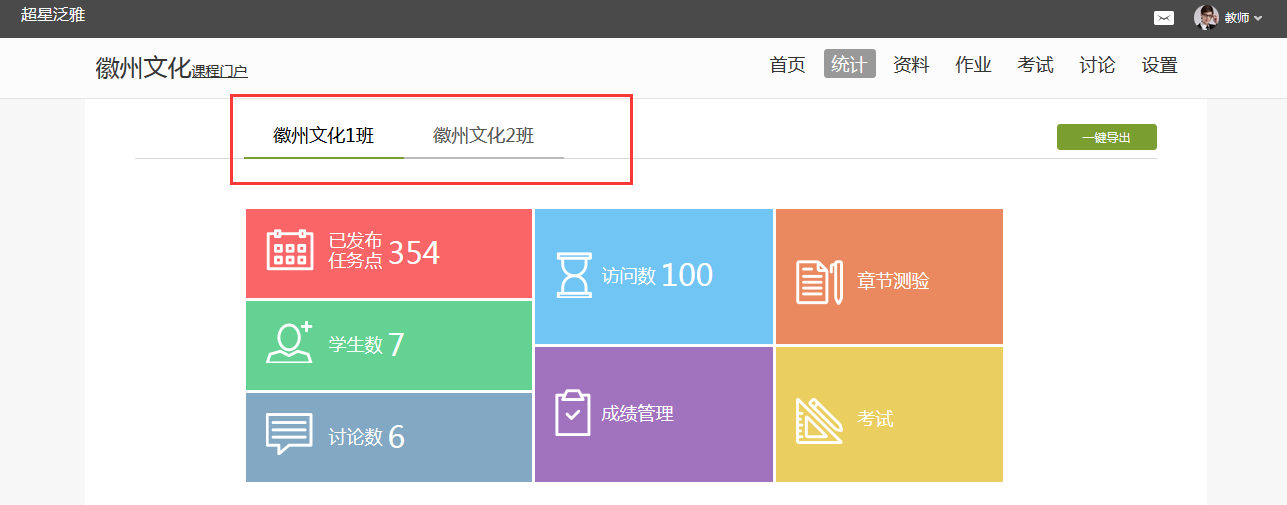 超星泛雅
教师
徽州文化课程门户
首页 统计 资料 作业 考试 讨论 设置
徽州文化1班 徽州文化2班
一键导出
已发布
任务点 354
学生数 7
讨论数 6
访问数 100
成绩管理
章节测验
考试